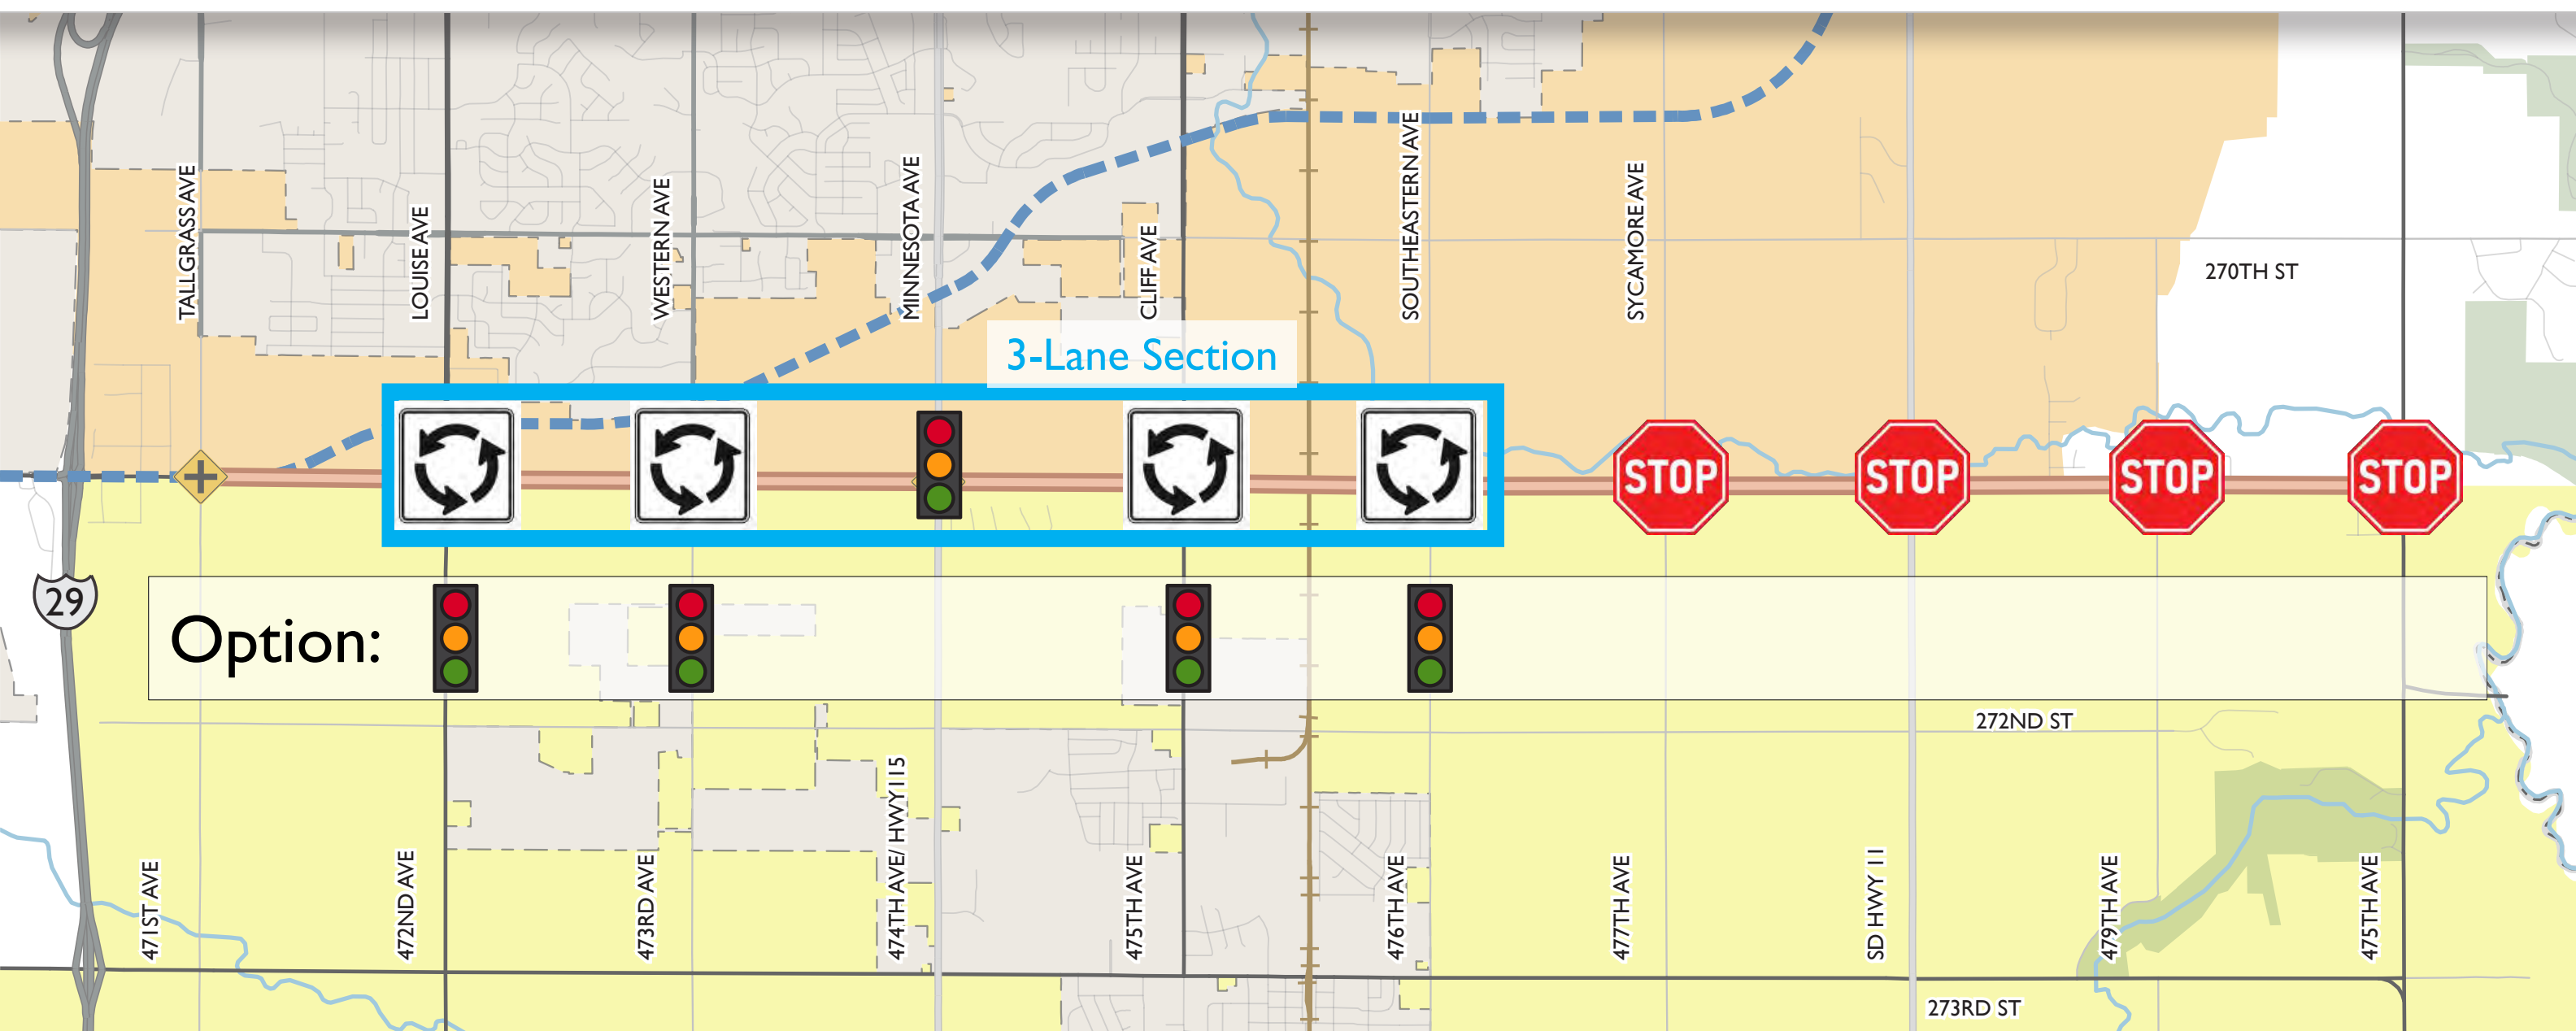 TALLGRASS AVE
LOUISE AVE
WESTERN AVE
MINNESOTA AVE
CLIFF AVE
SOUTHEASTERN AVE
SYCAMORE AVE
270TH ST
3-Lane Section
STOP
STOP
STOP
STOP
29
Option:
272ND ST
471ST AVE
472ND AVE
473RD AVE
474TH AVE/ HWY115
475TH AVE
476TH AVE
477TH AVE
SD HWY 11
479TH AVE
475TH AVE
273RD ST